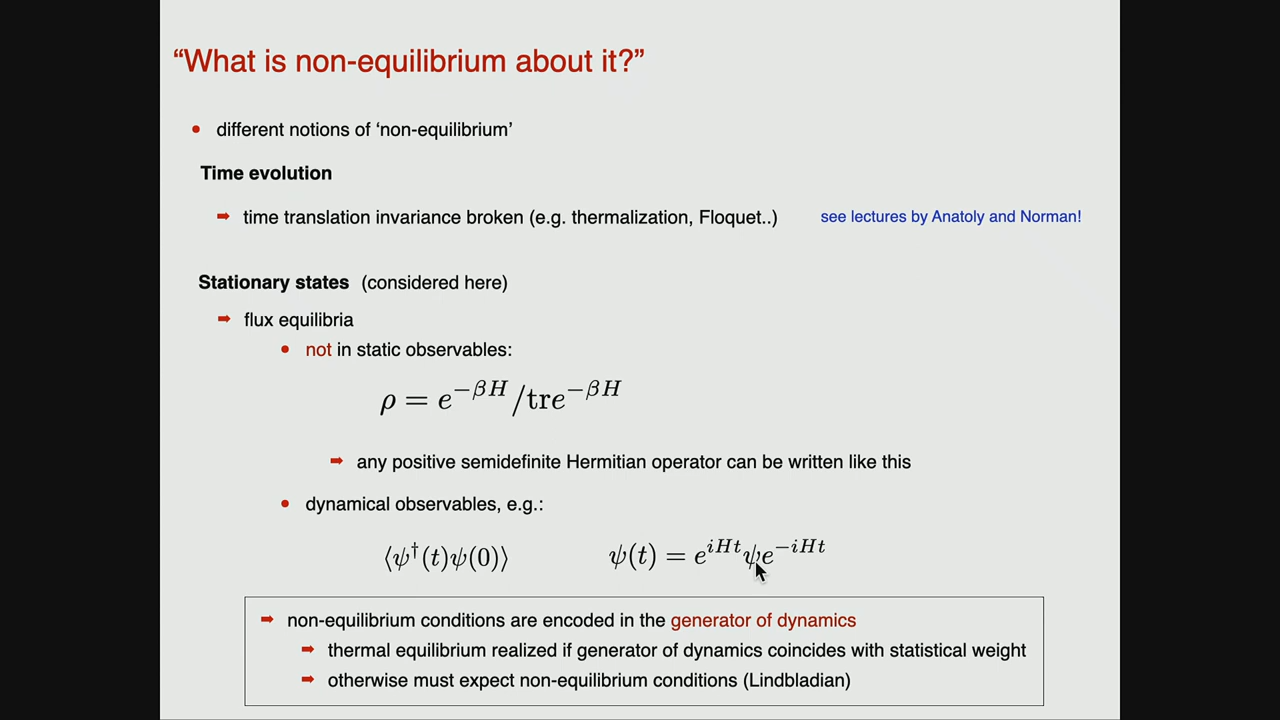 “What is non-equilibrium about it?”
• different notions of ‘non-equilibrium’
Time evolution
➡ time translation invariance broken (e.g. thermalization, Floquet..) see lectures by Anatoly and Norman!
Stationary states (considered here)
➡ flux equilibria
• not in static observables:
ρ = e^{−βH}/tre^{−βH}
➡ any positive semidefinite Hermitian operator can be written like this
• dynamical observables, e.g.:
⟨ψ†(t)ψ(0)⟩ ψ(t) = e^{iHt}ψe^{−iHt}
➡ non-equilibrium conditions are encoded in the generator of dynamics
➡ thermal equilibrium realized if generator of dynamics coincides with statistical weight
➡ otherwise must expect non-equilibrium conditions (Lindbladian)